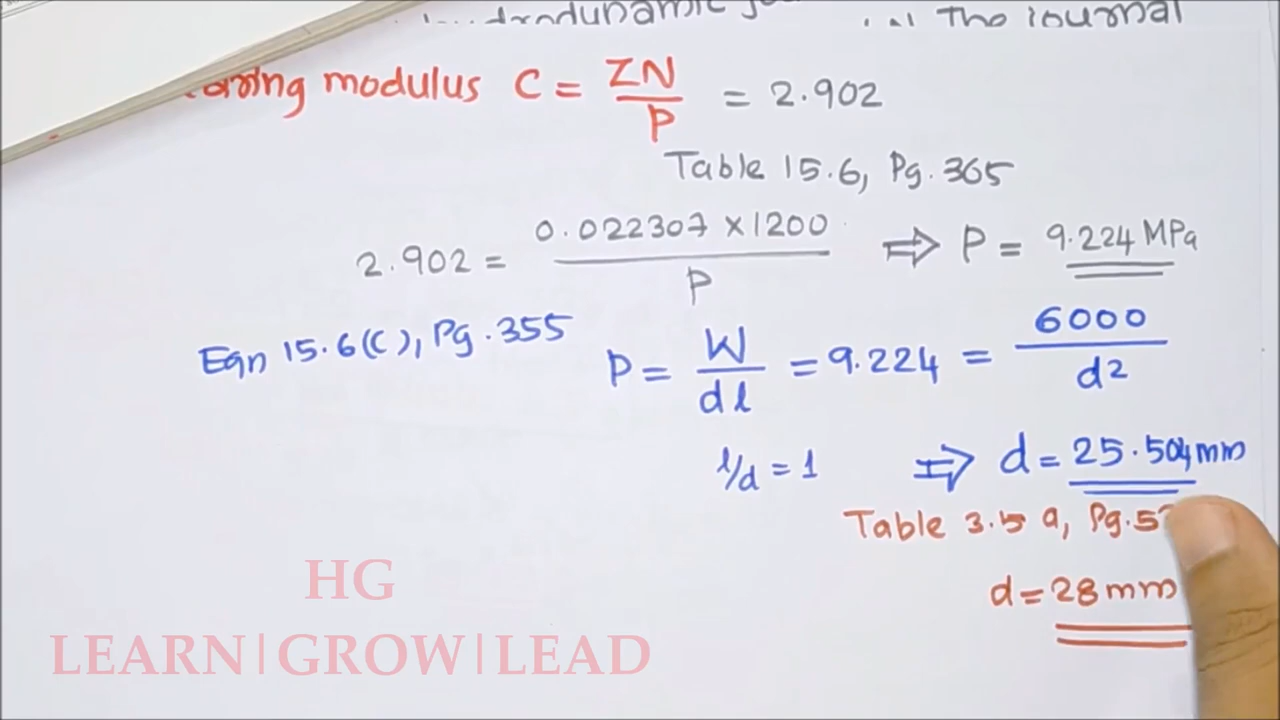 The journal
modulus C = ZN/P = 2.902
Table 15.6, Pg. 365
2.902 = 0.022307 × 1200 / P ⇒ P = 9.224 MPa
Eqn 15.6(C), Pg. 355 P = W/dl = 9.224 = 6000/d2
l/d = 1 ⇒ d = 25.504 mm
Table 3.5 a, Pg.
d = 28 mm
HG
LEARN|GROW|LEAD